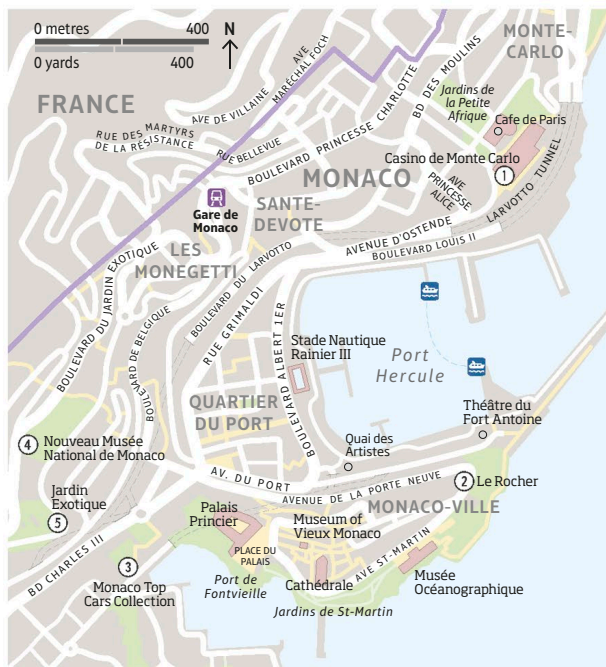 0 metres 400
0 yards 400
N
MONTE-
CARLO
FRANCE
AVE DE VILLAINE
AVE
MARÉCHAL FOCH
BD DES MOULINS
Jardins de
la Petite
Afrique
Cafe de Paris
RUE DES MARTYRS
DE LA RÉSISTANCE
RUE BELLEVUE
BOULEVARD PRINCESSE CHARLOTTE
MONACO
Casino de Monte Carlo
1
AVE
PRINCESSE
ALICE
LARVOTTO TUNNEL
Gare de
Monaco
SANTE-
DEVOTE
AVENUE D'OSTENDE
BOULEVARD LOUIS II
LES
MONEGETTI
BOULEVARD DU JARDIN EXOTIQUE
BOULEVARD DE BELGIQUE
BOULEVARD DU LARVOTTO
RUE GRIMALDI
BOULEVARD ALBERT 1ER
Stade Nautique
Rainier III
Port
Hercule
QUARTIER
DU PORT
Théâtre du
Fort Antoine
4
Nouveau Musée
National de Monaco
Quai des
Artistes
AV. DU PORT
AVENUE DE LA PORTE NEUVE
2
Le Rocher
MONACO-VILLE
Jardin
Exotique
5
Palais
Princier
Museum of
Vieux Monaco
PLACE DU
PALAIS
BD CHARLES III
3
Monaco Top
Cars Collection
Port de
Fontvieille
Cathédrale
AVE ST-MARTIN
Musée
Océanographique
Jardins de St-Martin